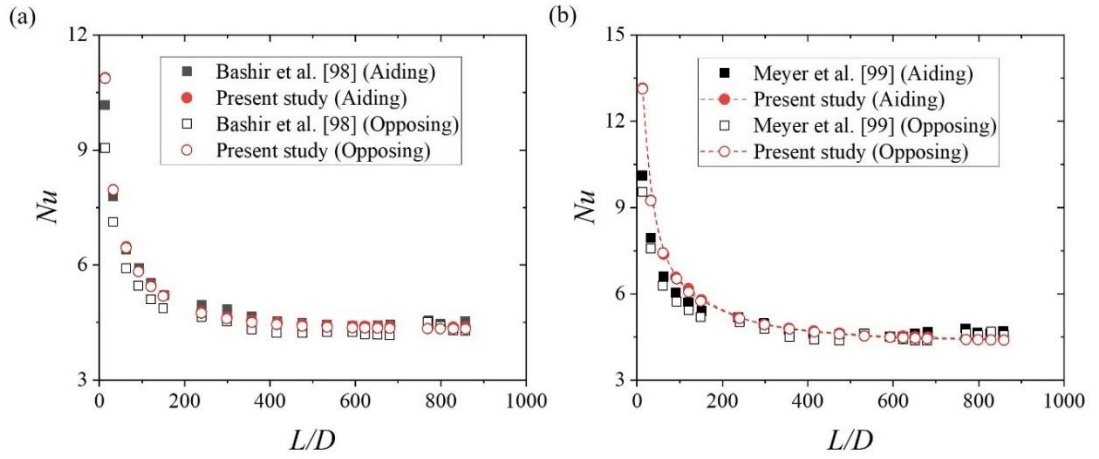 (a)
12
9
6
3
Nu
Bashir et al. [98] (Aiding)
Present study (Aiding)
Bashir et al. [98] (Opposing)
Present study (Opposing)
0 200 400 600 800 1000
L/D
(b)
15
12
9
6
3
Nu
Meyer et al. [99] (Aiding)
Present study (Aiding)
Meyer et al. [99] (Opposing)
Present study (Opposing)
0 200 400 600 800 1000
L/D